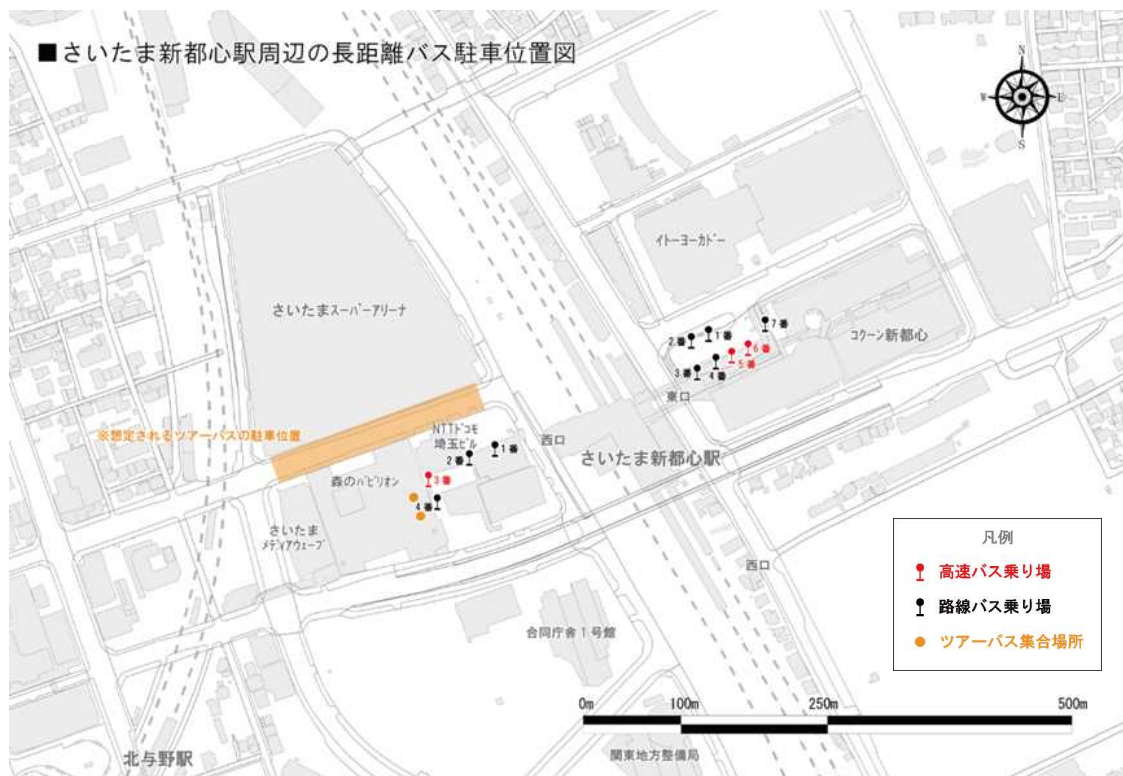 ■さいたま新都心駅周辺の長距離バス駐車位置図
N
W
E
S
イトーヨーカドー
さいたまスーパーアリーナ
7番
1番
2番
6番
5番
4番
3番
コクーン新都心
東口
※想定されるツアーバスの駐車位置
NTTドコモ
埼玉ビル
西口
1番
2番
さいたま新都心駅
森のパビリオン
3番
4番
さいたま
メディアウェーブ
西口
合同庁舎1号館
凡例
高速バス乗り場
路線バス乗り場
ツアーバス集合場所
0m
100m
250m
500m
北与野駅
関東地方整備局